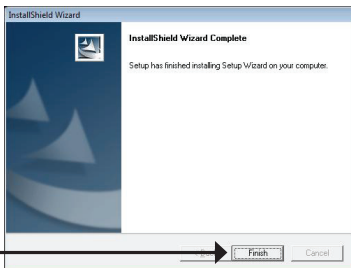 InstallShield Wizard
InstallShield Wizard Complete
Setup has finished installing Setup Wizard on your computer.
Finish
Cancel